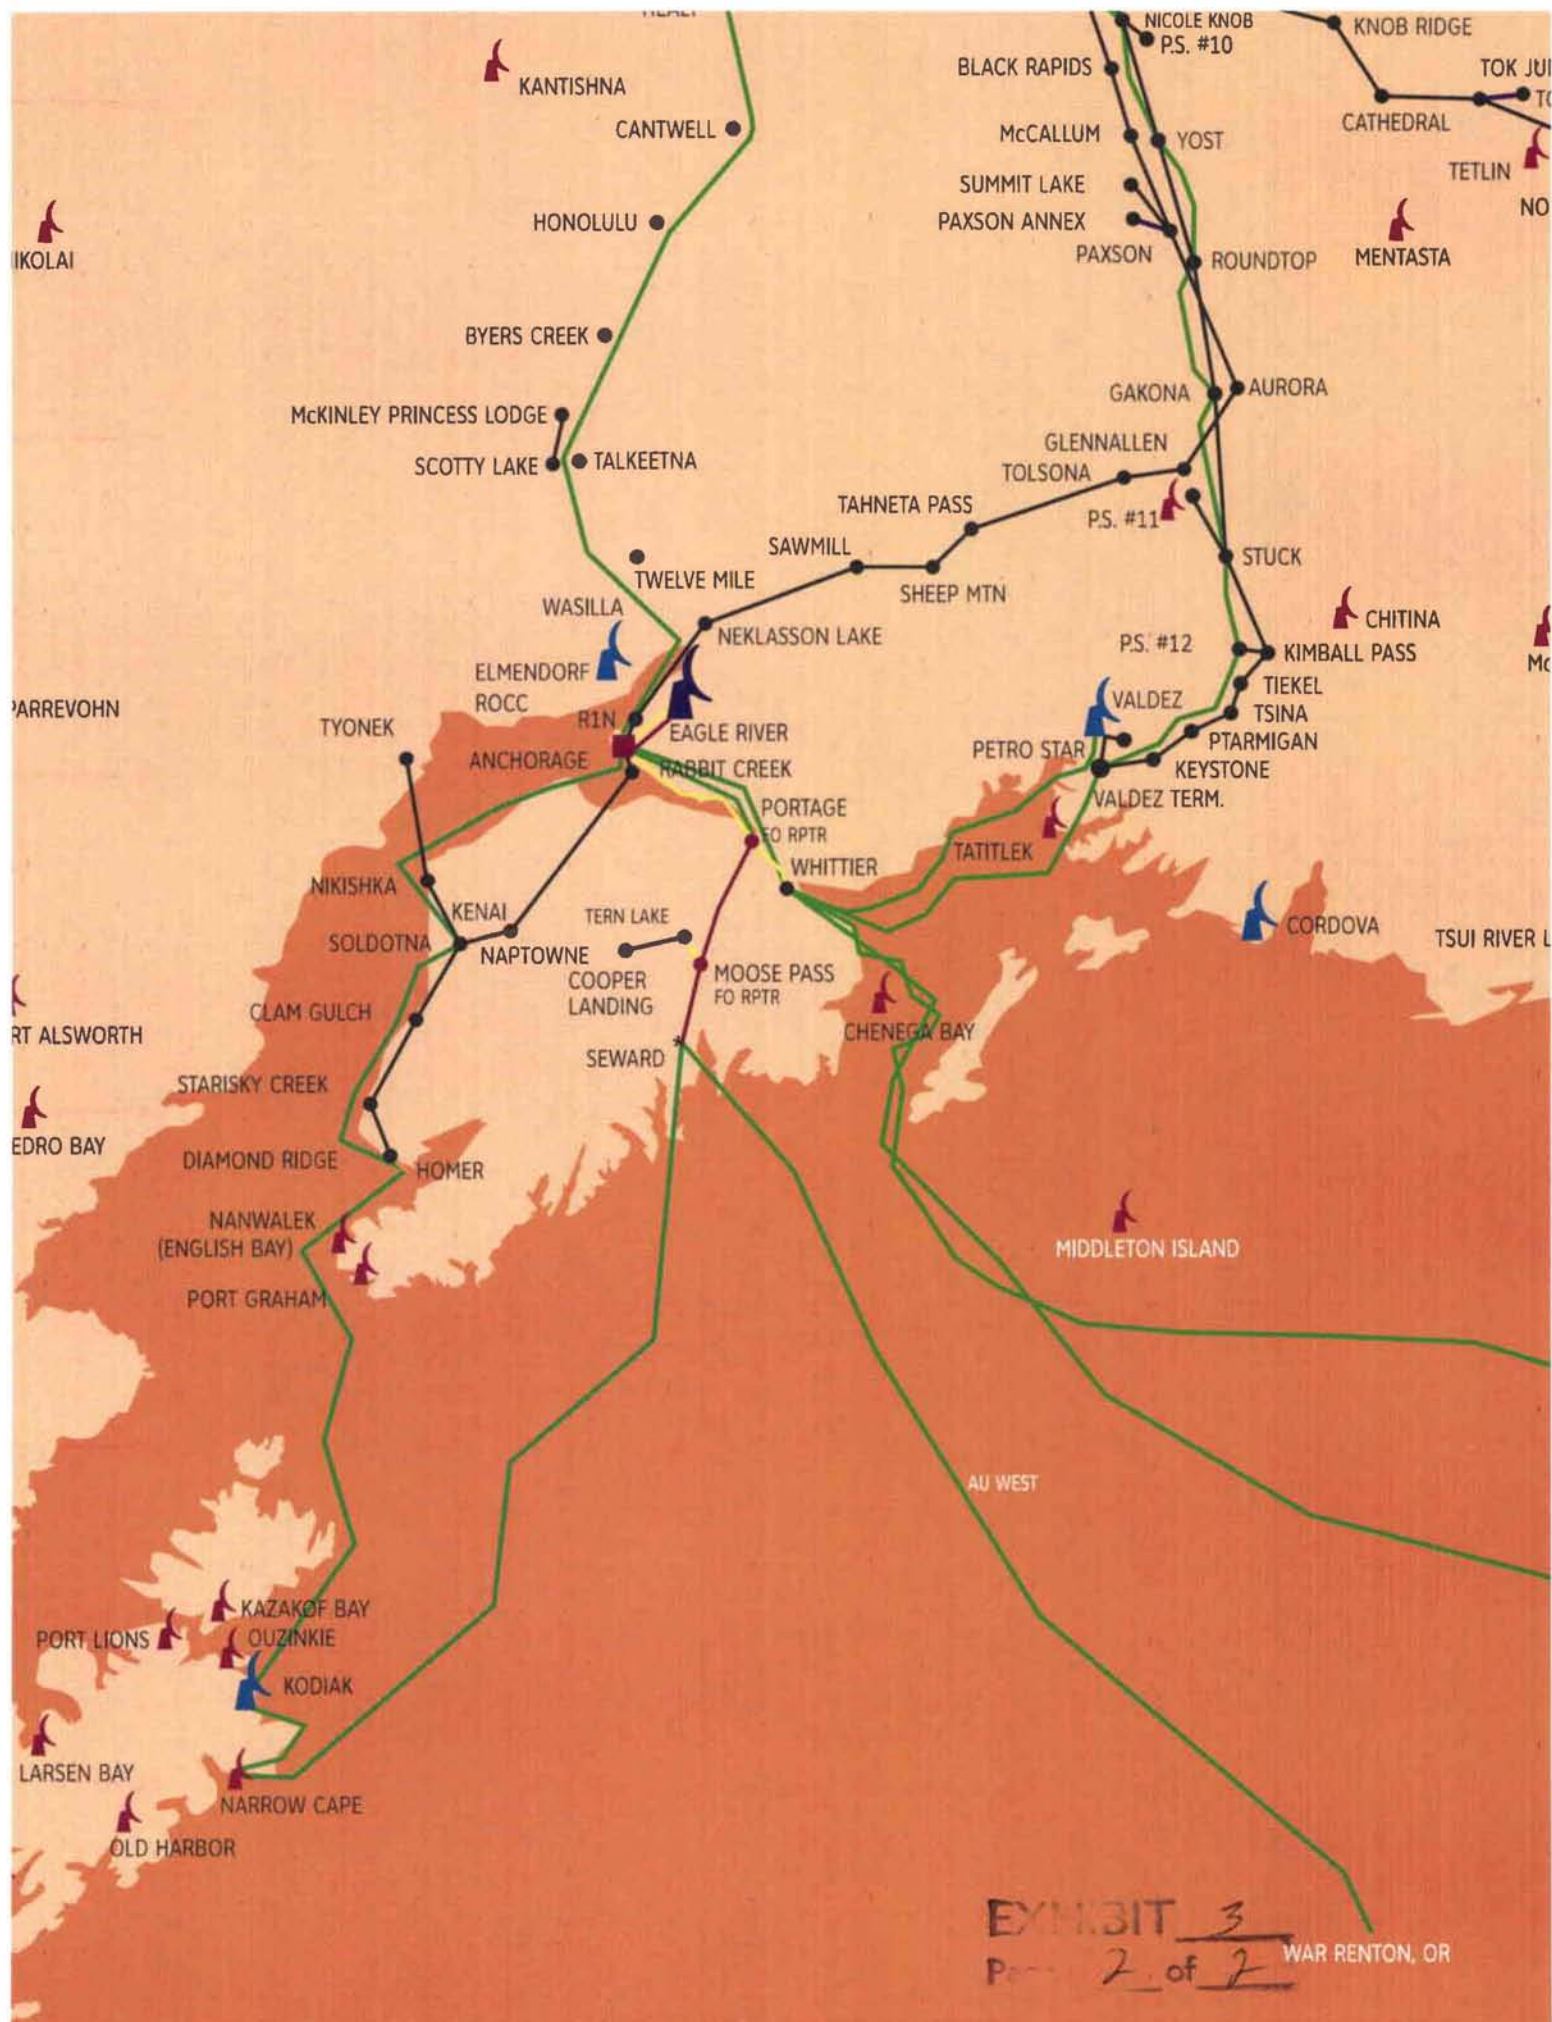 NICOLE KNOB
P.S. #10
KNOB RIDGE
BLACK RAPIDS
KANTISHNA
CATHEDRAL
CANTWELL
McCALLUM
YOST
TETLIN
SUMMIT LAKE
HONOLULU
PAXSON ANNEX
PAXSON
ROUNDTOP
MENTASTA
IKOLAI
BYERS CREEK
GAKONA
AURORA
McKINLEY PRINCESS LODGE
GLENNALLEN
SCOTTY LAKE
TALKEETNA
TOLSONA
TAHNETA PASS
P.S. #11
SAWMILL
STUCK
TWELVE MILE
SHEEP MTN
WASILLA
CHITINA
NEKLASSON LAKE
P.S. #12
KIMBALL PASS
ELMENDORF
ROCC
TIEKEL
VALDEZ
PARREVOHN
TSINA
TYONEK
R1N
EAGLE RIVER
PTARMIGAN
PETRO STAR
ANCHORAGE
RABBIT CREEK
KEYSTONE
VALDEZ TERM.
PORTAGE
FO RPTR
TATITLEK
WHITTIER
NIKISHKA
KENAI
TERN LAKE
CORDOVA
SOLDOTNA
NAPTOWNE
TSUI RIVER L
COOPER
LANDING
MOOSE PASS
FO RPTR
CLAM GULCH
RT ALSWORTH
CHENEGA BAY
SEWARD
*
STARISKY CREEK
EDRO BAY
DIAMOND RIDGE
HOMER
NANWALEK
(ENGLISH BAY)
MIDDLETON ISLAND
PORT GRAHAM
AU WEST
KAZAKOF BAY
PORT LIONS
OUZINKIE
KODIAK
LARSEN BAY
NARROW CAPE
OLD HARBOR
EXHIBIT 3
2 of 2
WAR RENTON, OR